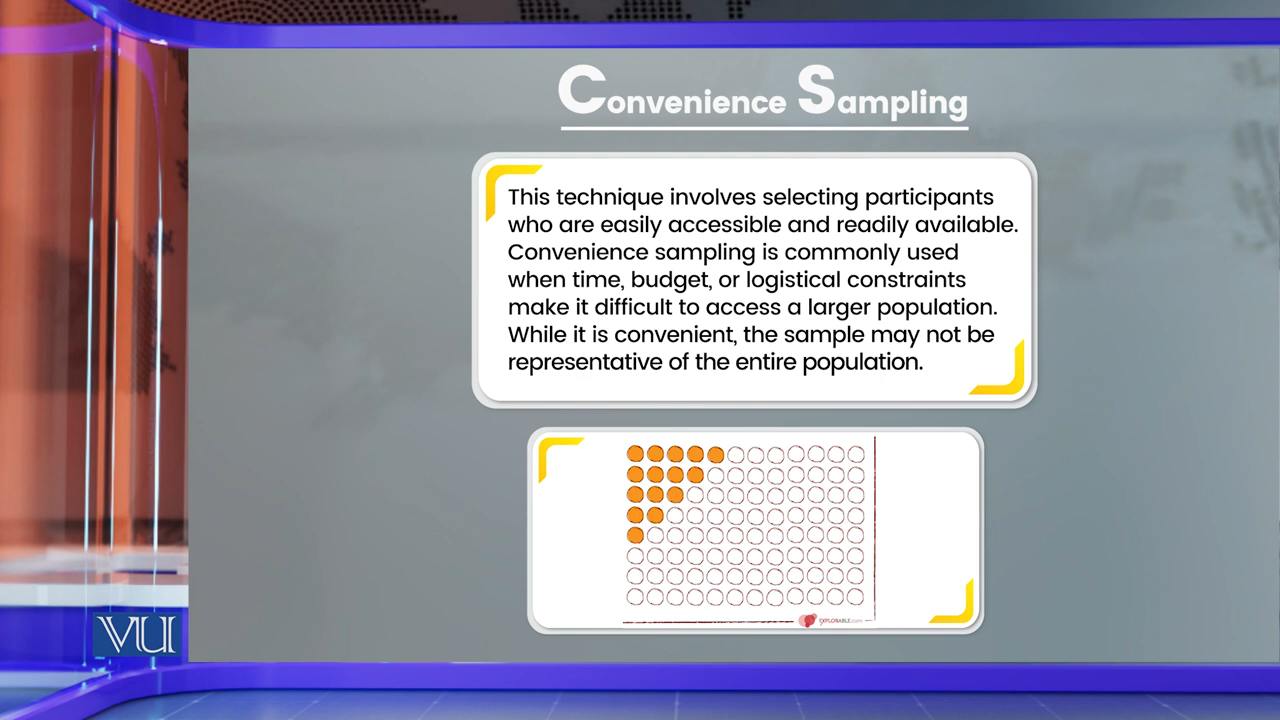 Convenience Sampling
This technique involves selecting participants
who are easily accessible and readily available.
Convenience sampling is commonly used
when time, budget, or logistical constraints
make it difficult to access a larger population.
While it is convenient, the sample may not be
representative of the entire population.
EXPLORABLE.com
VU